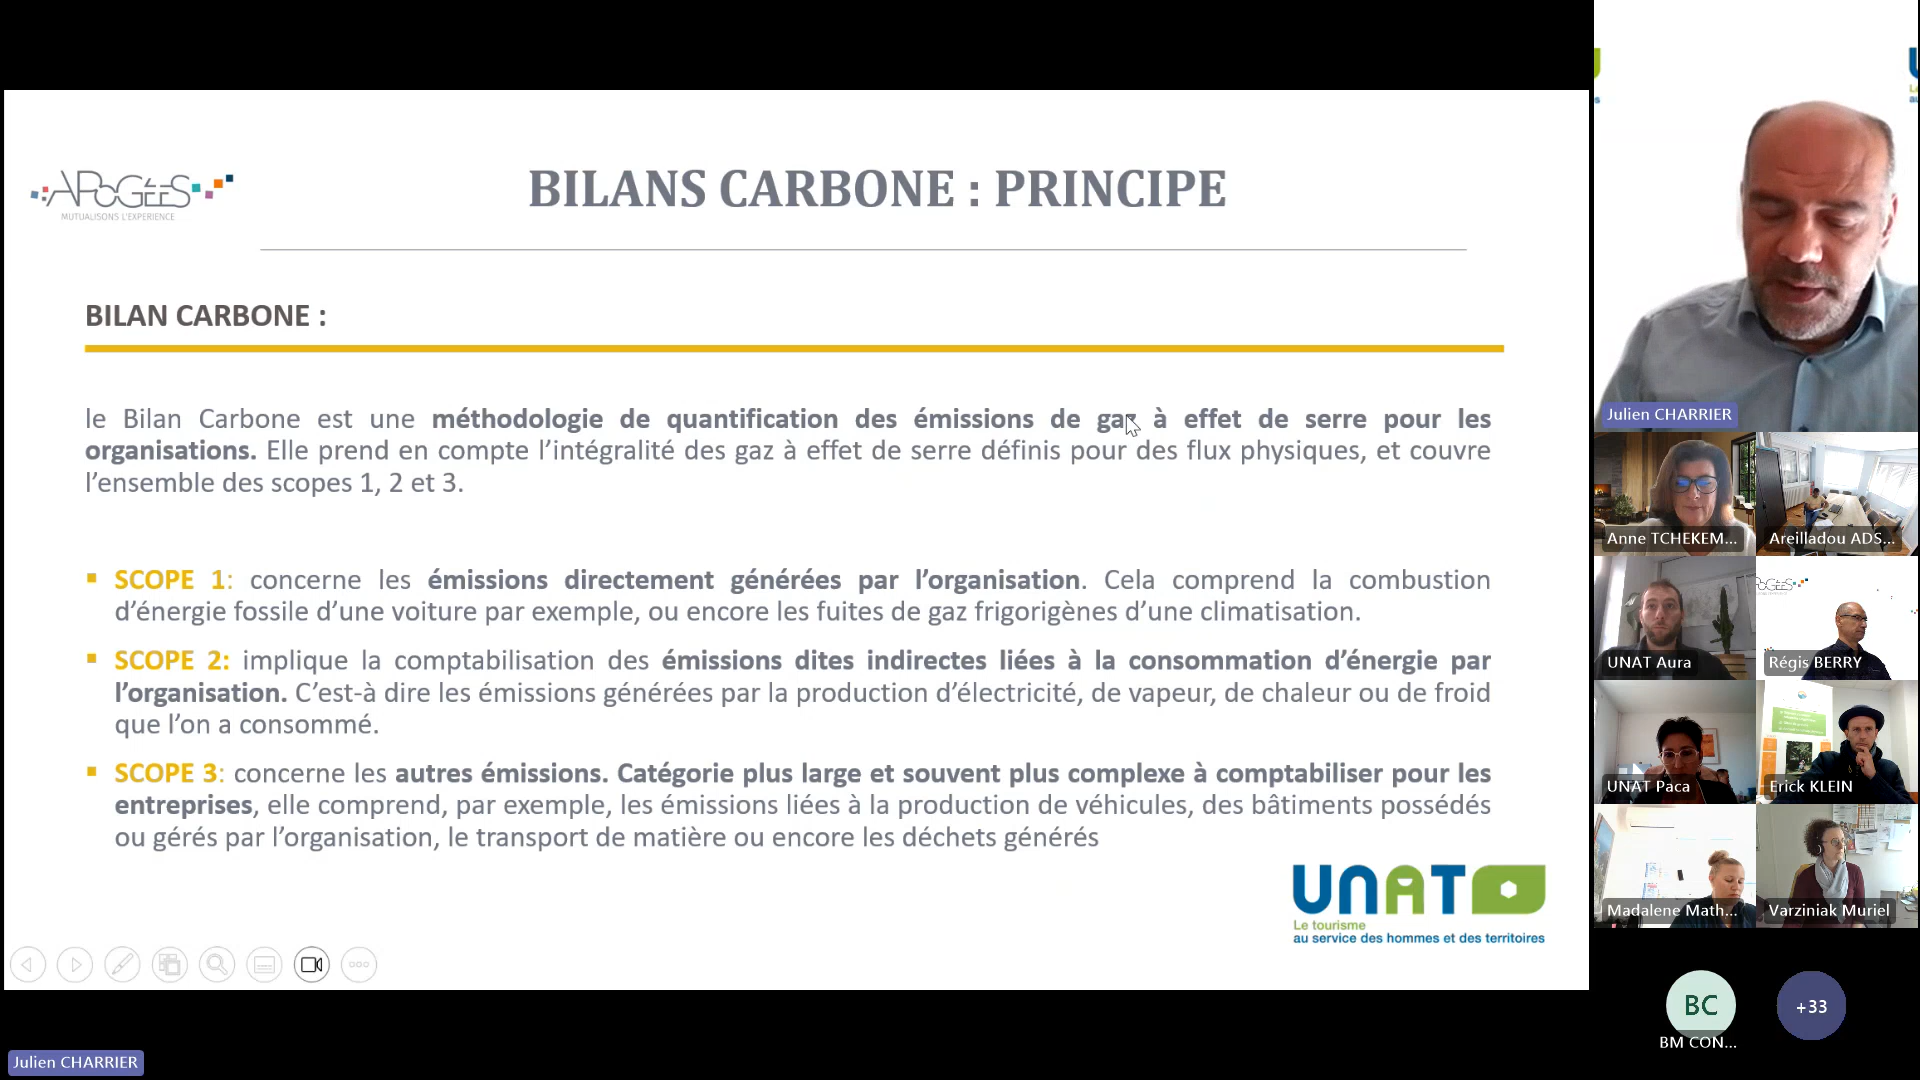 APOGÉES
MUTUALISONS L'EXPERIENCE
BILANS CARBONE : PRINCIPE
BILAN CARBONE :
le Bilan Carbone est une méthodologie de quantification des émissions de gaz à effet de serre pour les
organisations. Elle prend en compte l’intégralité des gaz à effet de serre définis pour des flux physiques, et couvre
l’ensemble des scopes 1, 2 et 3.
▪ SCOPE 1: concerne les émissions directement générées par l’organisation. Cela comprend la combustion
d’énergie fossile d’une voiture par exemple, ou encore les fuites de gaz frigorigènes d’une climatisation.
▪ SCOPE 2: implique la comptabilisation des émissions dites indirectes liées à la consommation d’énergie par
l’organisation. C’est-à dire les émissions générées par la production d’électricité, de vapeur, de chaleur ou de froid
que l’on a consommé.
▪ SCOPE 3: concerne les autres émissions. Catégorie plus large et souvent plus complexe à comptabiliser pour les
entreprises, elle comprend, par exemple, les émissions liées à la production de véhicules, des bâtiments possédés
ou gérés par l’organisation, le transport de matière ou encore les déchets générés
UNAT
Le tourisme
au service des hommes et des territoires
Julien CHARRIER
Julien CHARRIER
Anne TCHEKEM...
Areilladou ADS...
UNAT Aura
Régis BERRY
UNAT Paca
Erick KLEIN
Madalene Math...
Varziniak Muriel
BC
BM CON...
+33